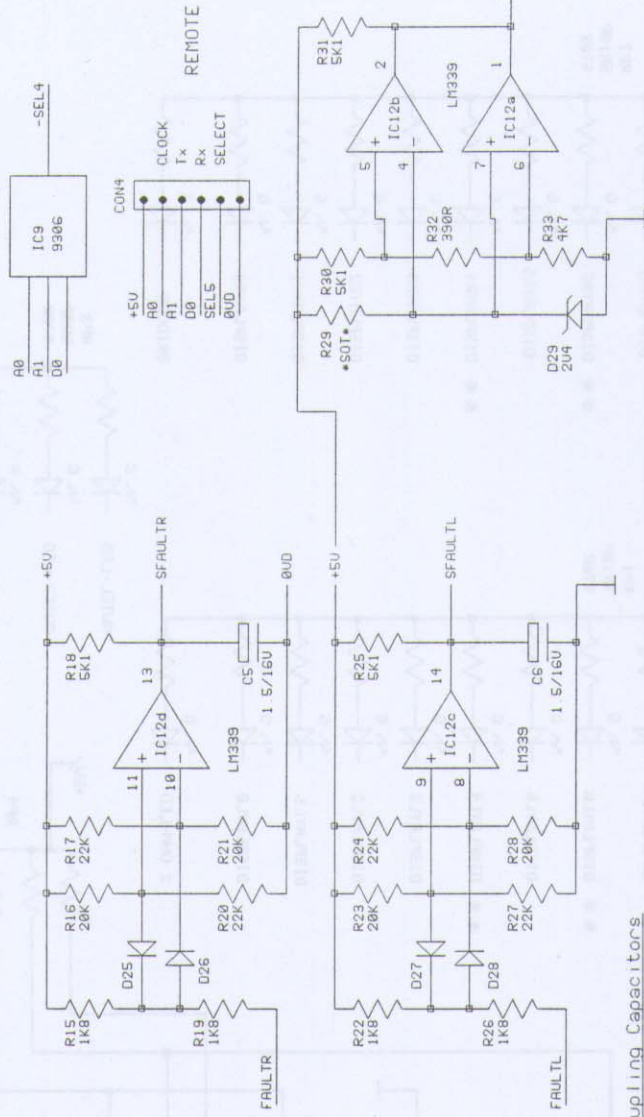 A0
A1
D0
IC9
9306
-SEL4
CON4
+5V
A0
A1
D0
SEL5
0VD
CLOCK
Tx
Rx
SELECT
REMOTE
R15
1K8
R16
20K
R17
22K
R18
5K1
+5V
D25
D26
11
10
+
-
IC12d
13
SFAULTR
LM339
R19
1K8
R20
22K
R21
20K
C5
1.5/16V
0VD
FAULTR
R22
1K8
R23
20K
R24
22K
R25
5K1
+5V
D27
D28
9
8
+
-
IC12c
14
SFAULTL
LM339
R26
1K8
R27
22K
R28
20K
C6
1.5/16V
FAULTL
R29
*SOT*
R30
5K1
R31
5K1
5
4
+
-
IC12b
2
LM339
R32
390R
7
6
+
-
IC12a
1
D29
2V4
R33
4K7
pling Capacitors